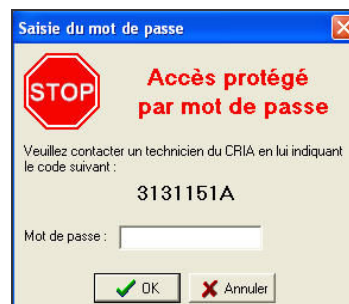 Saisie du mot de passe
STOP
Accès protégé
par mot de passe
Veuillez contacter un technicien du CRIA en lui indiquant
le code suivant :
3131151A
Mot de passe :
OK
Annuler